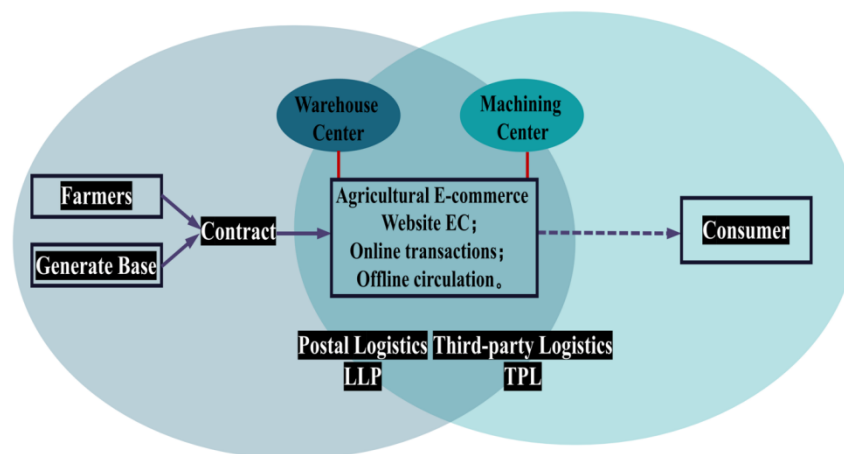 Warehouse
Center
Machining
Center
Farmers
Generate Base
Contract
Agricultural E-commerce
Website EC；
Online transactions；
Offline circulation。
Consumer
Postal Logistics
LLP
Third-party Logistics
TPL